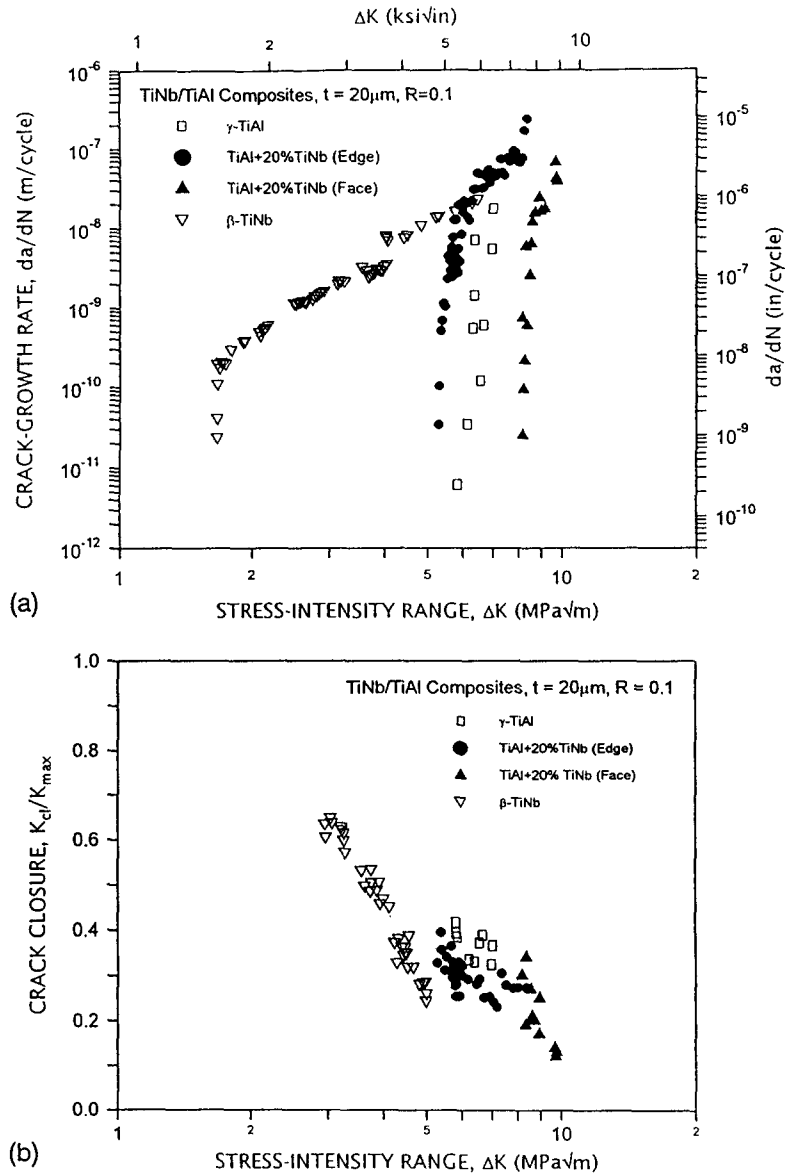 ΔK (ksi√in)
1 2 5 10
TiNb/TiAl Composites, t = 20μm, R=0.1
γ-TiAl
TiAl+20%TiNb (Edge)
TiAl+20%TiNb (Face)
β-TiNb
CRACK-GROWTH RATE, da/dN (m/cycle)
10⁻⁶
10⁻⁷
10⁻⁸
10⁻⁹
10⁻¹⁰
10⁻¹¹
10⁻¹²
da/dN (in/cycle)
10⁻⁵
10⁻⁶
10⁻⁷
10⁻⁸
10⁻⁹
10⁻¹⁰
1 2 5 10 2
(a)
STRESS-INTENSITY RANGE, ΔK (MPa√m)
TiNb/TiAl Composites, t = 20μm, R = 0.1
γ-TiAl
TiAl+20%TiNb (Edge)
TiAl+20% TiNb (Face)
β-TiNb
CRACK CLOSURE, Kcl/Kmax
1.0
0.8
0.6
0.4
0.2
0.0
1 2 5 10 2
(b)
STRESS-INTENSITY RANGE, ΔK (MPa√m)